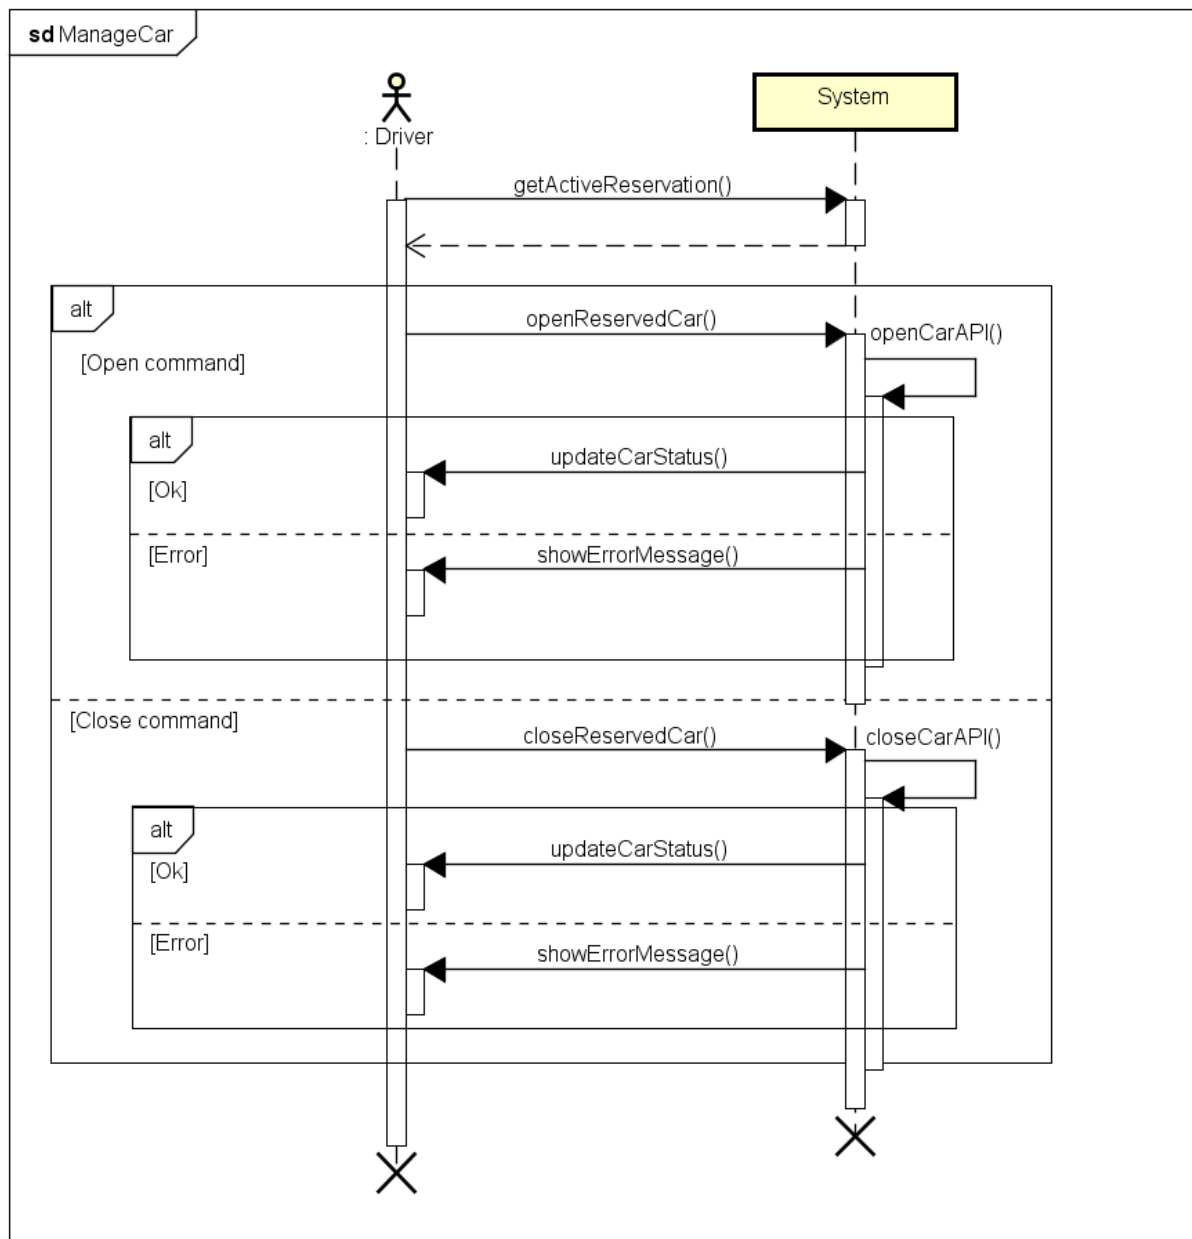 sd ManageCar
: Driver
System
getActiveReservation()
alt
openReservedCar()
openCarAPI()
[Open command]
alt
updateCarStatus()
[Ok]
[Error]
showErrorMessage()
[Close command]
closeReservedCar()
closeCarAPI()
alt
updateCarStatus()
[Ok]
[Error]
showErrorMessage()